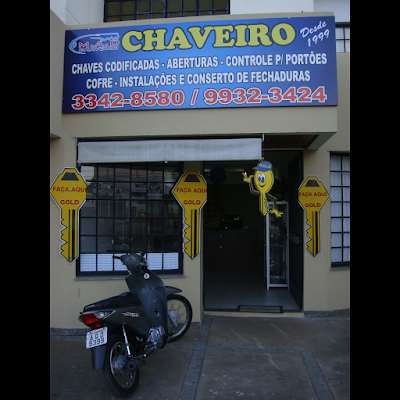 CHAVEIRO
Desde
1999
CHAVES CODIFICADAS - ABERTURAS - CONTROLE P/ PORTÕES
COFRE - INSTALAÇÕES E CONSERTO DE FECHADURAS
3342-8580 / 9932-3424
FAÇA AQUI
GOLD
FAÇA AQUI
GOLD
FAÇA AQUI
GOLD